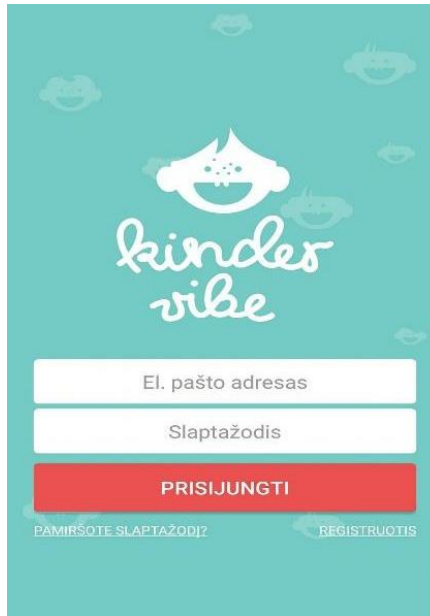 kinder
vibe
El. pašto adresas
Slaptažodis
PRISIJUNGTI
PAMIRŠOTE SLAPTAŽODĮ?
REGISTRUOTIS